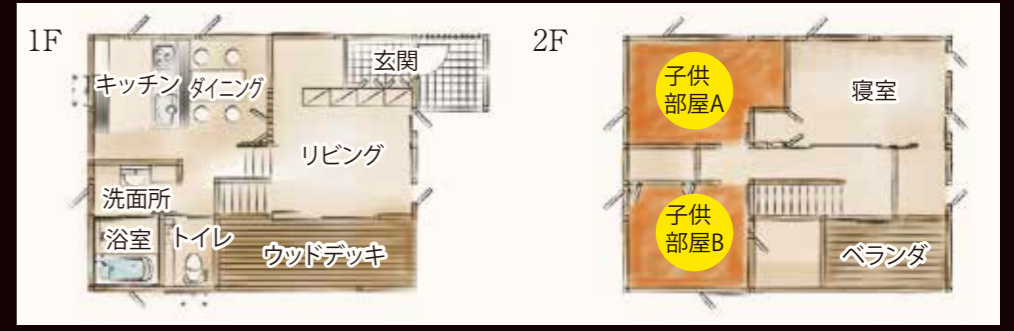 1F
玄関
キッチン
ダイニング
リビング
洗面所
浴室
トイレ
ウッドデッキ
2F
子供
部屋A
寝室
子供
部屋B
ベランダ